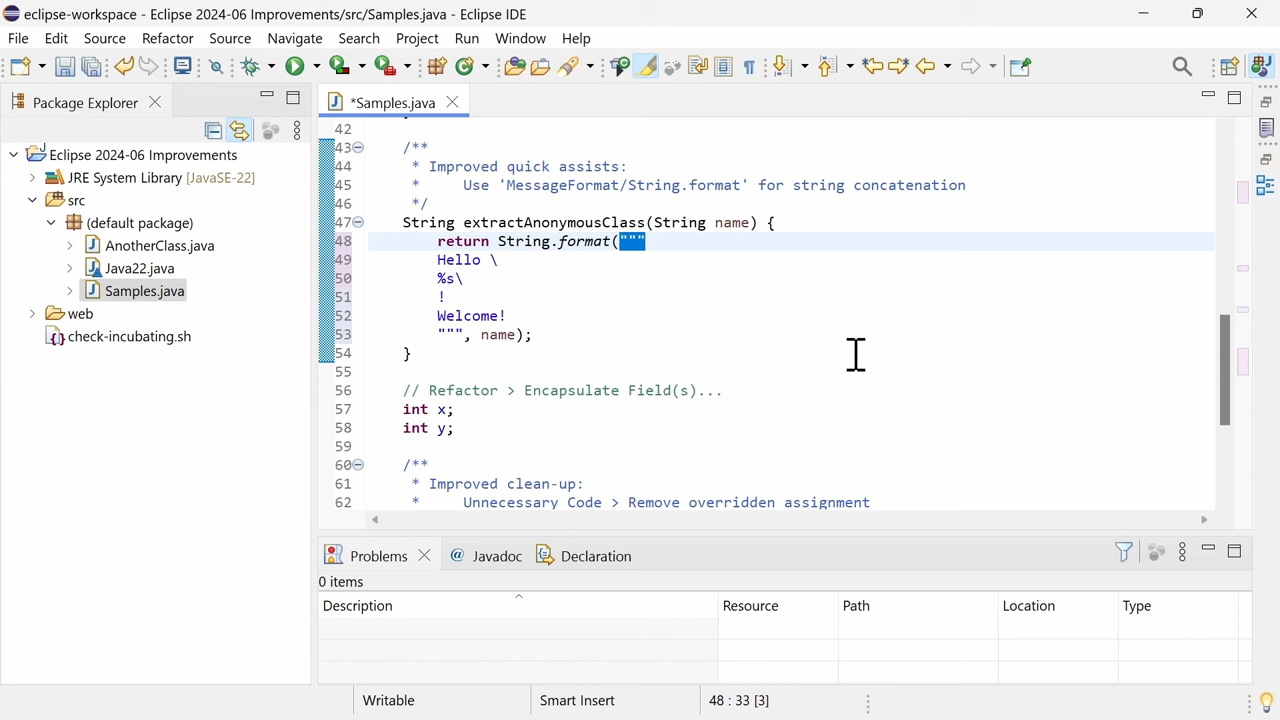 eclipse-workspace - Eclipse 2024-06 Improvements/src/Samples.java - Eclipse IDE
File Edit Source Refactor Source Navigate Search Project Run Window Help
Package Explorer
*Samples.java
Eclipse 2024-06 Improvements
JRE System Library [JavaSE-22]
src
(default package)
AnotherClass.java
Java22.java
Samples.java
web
check-incubating.sh
42
43 /**
44 * Improved quick assists:
45 * Use 'MessageFormat/String.format' for string concatenation
46 */
47 String extractAnonymousClass(String name) {
48 return String.format("""
49 Hello \
50 %s\
51 !
52 Welcome!
53 """, name);
54 }
55
56 // Refactor > Encapsulate Field(s)...
57 int x;
58 int y;
59
60 /**
61 * Improved clean-up:
62 * Unnecessary Code > Remove overridden assignment
Problems @ Javadoc Declaration
0 items
Description Resource Path Location Type
Writable Smart Insert 48 : 33 [3]